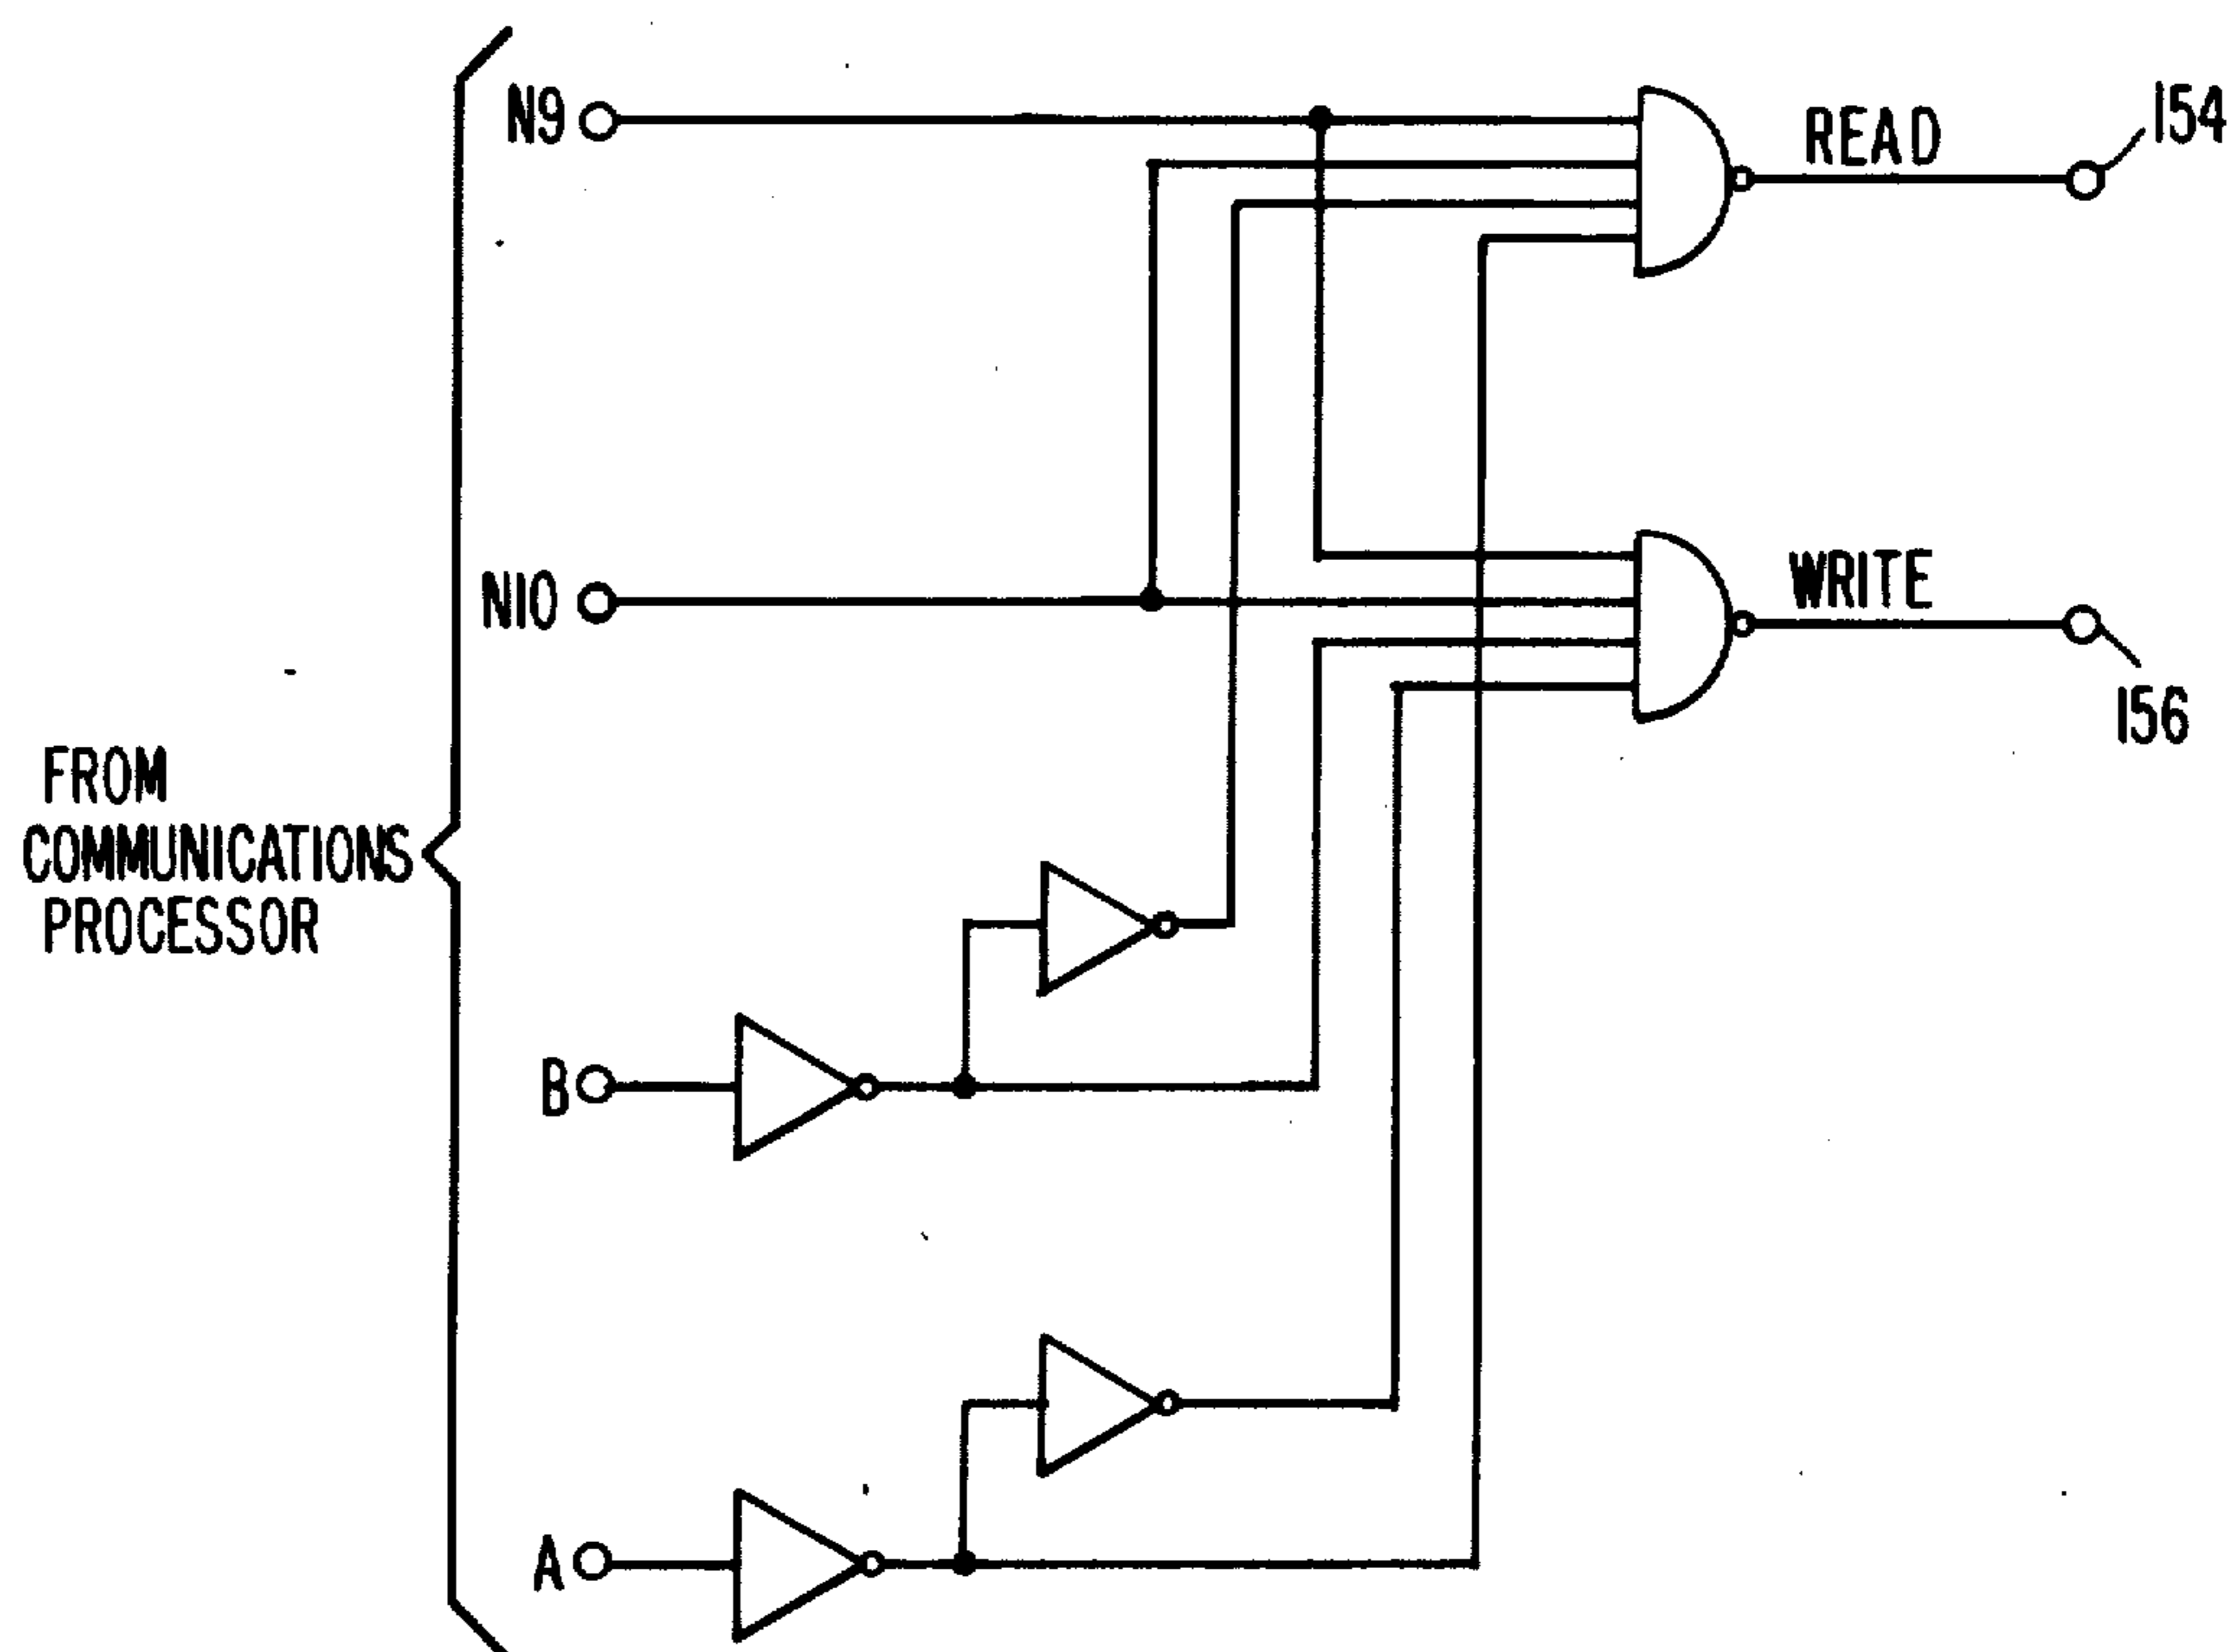 N9
READ
154
N10
WRITE
156
FROM
COMMUNICATIONS
PROCESSOR
B
A